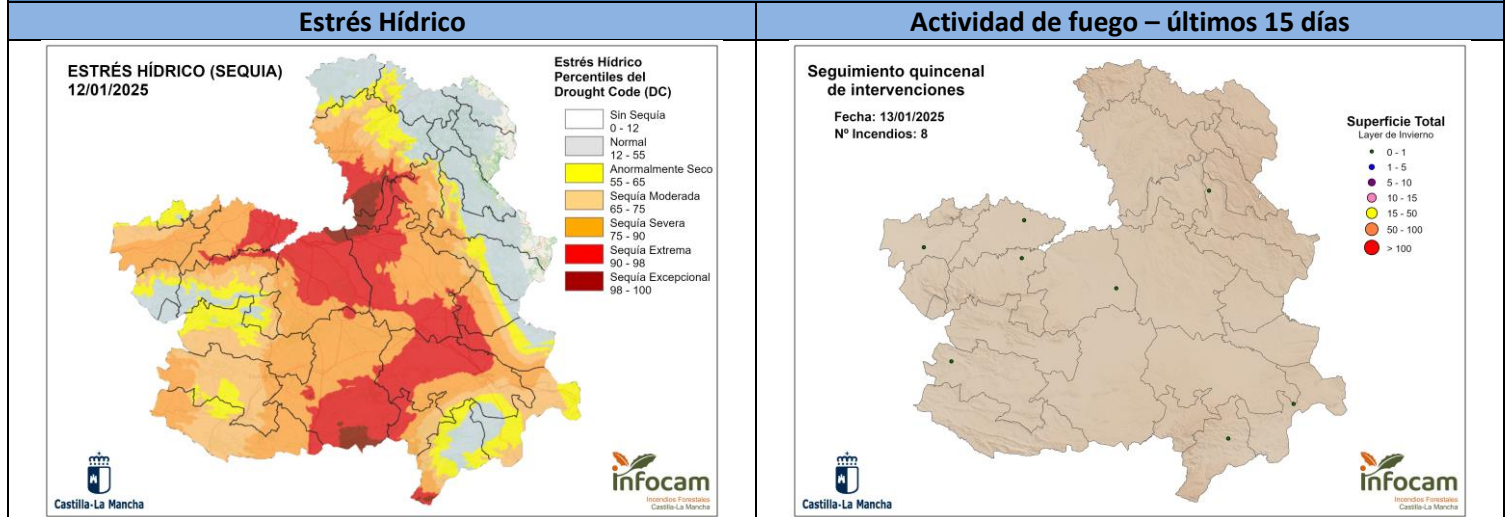 Estrés Hídrico
ESTRÉS HÍDRICO (SEQUIA)
12/01/2025
Estrés Hídrico
Percentiles del
Drought Code (DC)
Sin Sequía
0 - 12
Normal
12 - 55
Anormalmente Seco
55 - 65
Sequía Moderada
65 - 75
Sequía Severa
75 - 90
Sequía Extrema
90 - 98
Sequía Excepcional
98 - 100
Castilla-La Mancha
infocam
Incendios Forestales
Castilla-La Mancha
Actividad de fuego – últimos 15 días
Seguimiento quincenal
de intervenciones
Fecha: 13/01/2025
Nº Incendios: 8
Superficie Total
Layer de Invierno
0 - 1
1 - 5
5 - 10
10 - 15
15 - 50
50 - 100
> 100
Castilla-La Mancha
infocam
Incendios Forestales
Castilla-La Mancha